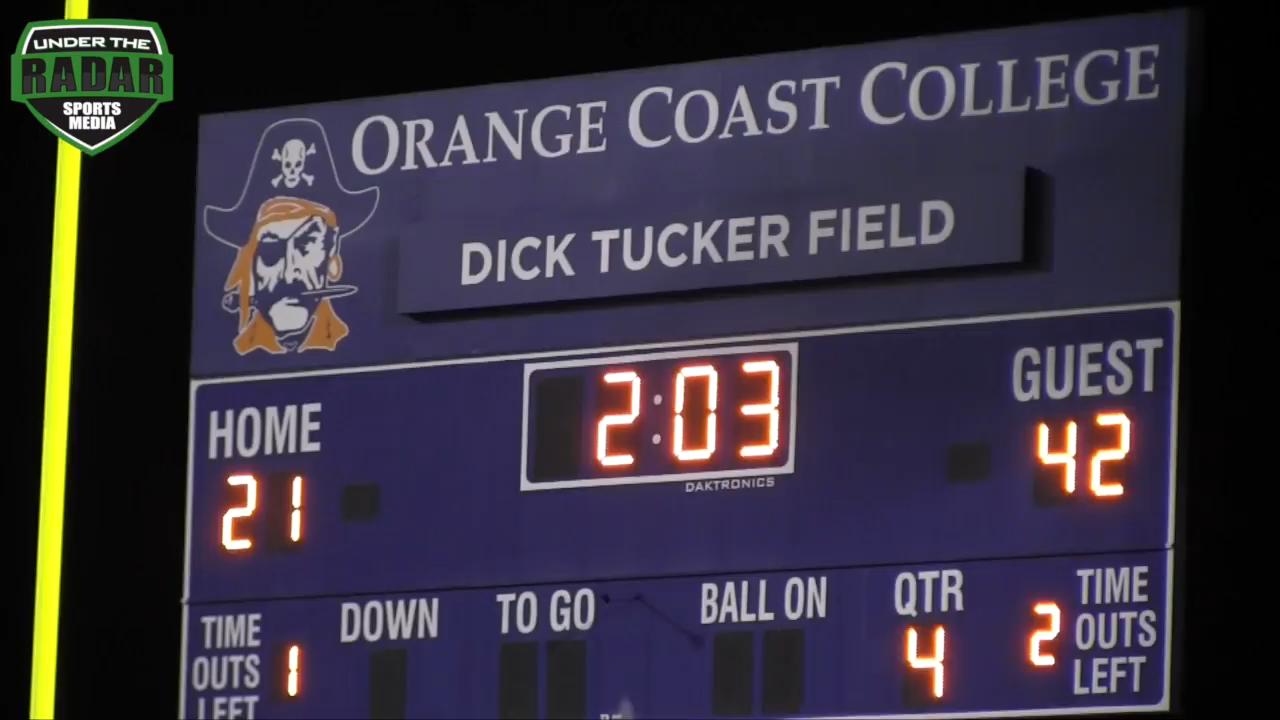 UNDER THE
RADAR
SPORTS
MEDIA
ORANGE COAST COLLEGE
DICK TUCKER FIELD
2:03
DAKTRONICS
HOME
GUEST
21
42
DOWN
TO GO
BALL ON
QTR
4
TIME
OUTS
LEFT
1
2
TIME
OUTS
LEFT